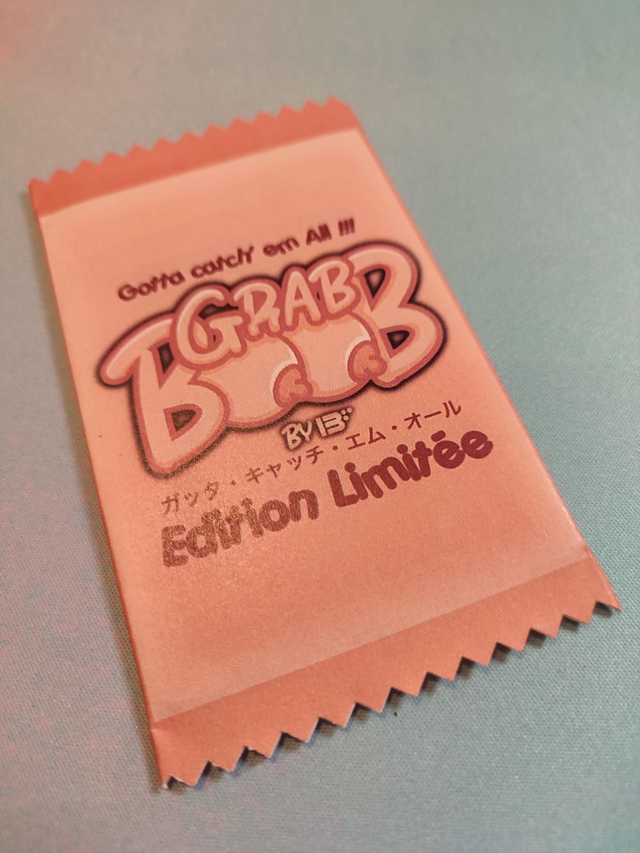 Gotta catch' em All !!!
GRAB
BOOB
BY
ガッタ・キャッチ・エム・オール
Edition Limitée